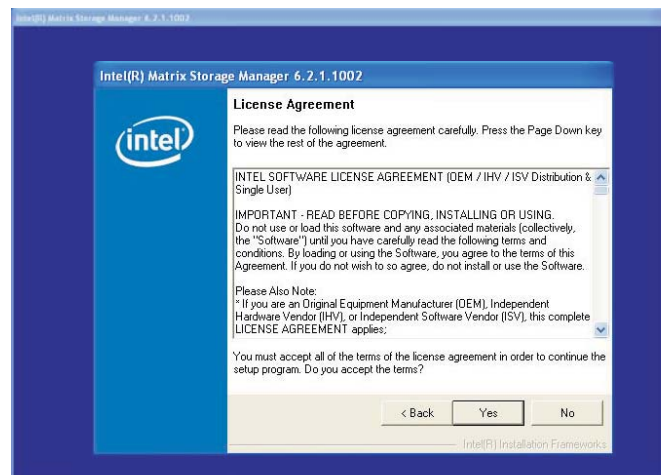 Intel(R) Matrix Storage Manager 6.2.1.1002
Intel(R) Matrix Storage Manager 6.2.1.1002
License Agreement
Please read the following license agreement carefully. Press the Page Down key
to view the rest of the agreement.
intel
INTEL SOFTWARE LICENSE AGREEMENT (OEM / IHV / ISV Distribution &
Single User)
IMPORTANT - READ BEFORE COPYING, INSTALLING OR USING.
Do not use or load this software and any associated materials (collectively,
the "Software") until you have carefully read the following terms and
conditions. By loading or using the Software, you agree to the terms of this
Agreement. If you do not wish to so agree, do not install or use the Software.
Please Also Note:
* If you are an Original Equipment Manufacturer (OEM), Independent
Hardware Vendor (IHV), or Independent Software Vendor (ISV), this complete
LICENSE AGREEMENT applies;
You must accept all of the terms of the license agreement in order to continue the
setup program. Do you accept the terms?
< Back Yes No
Intel(R) Installation Frameworks